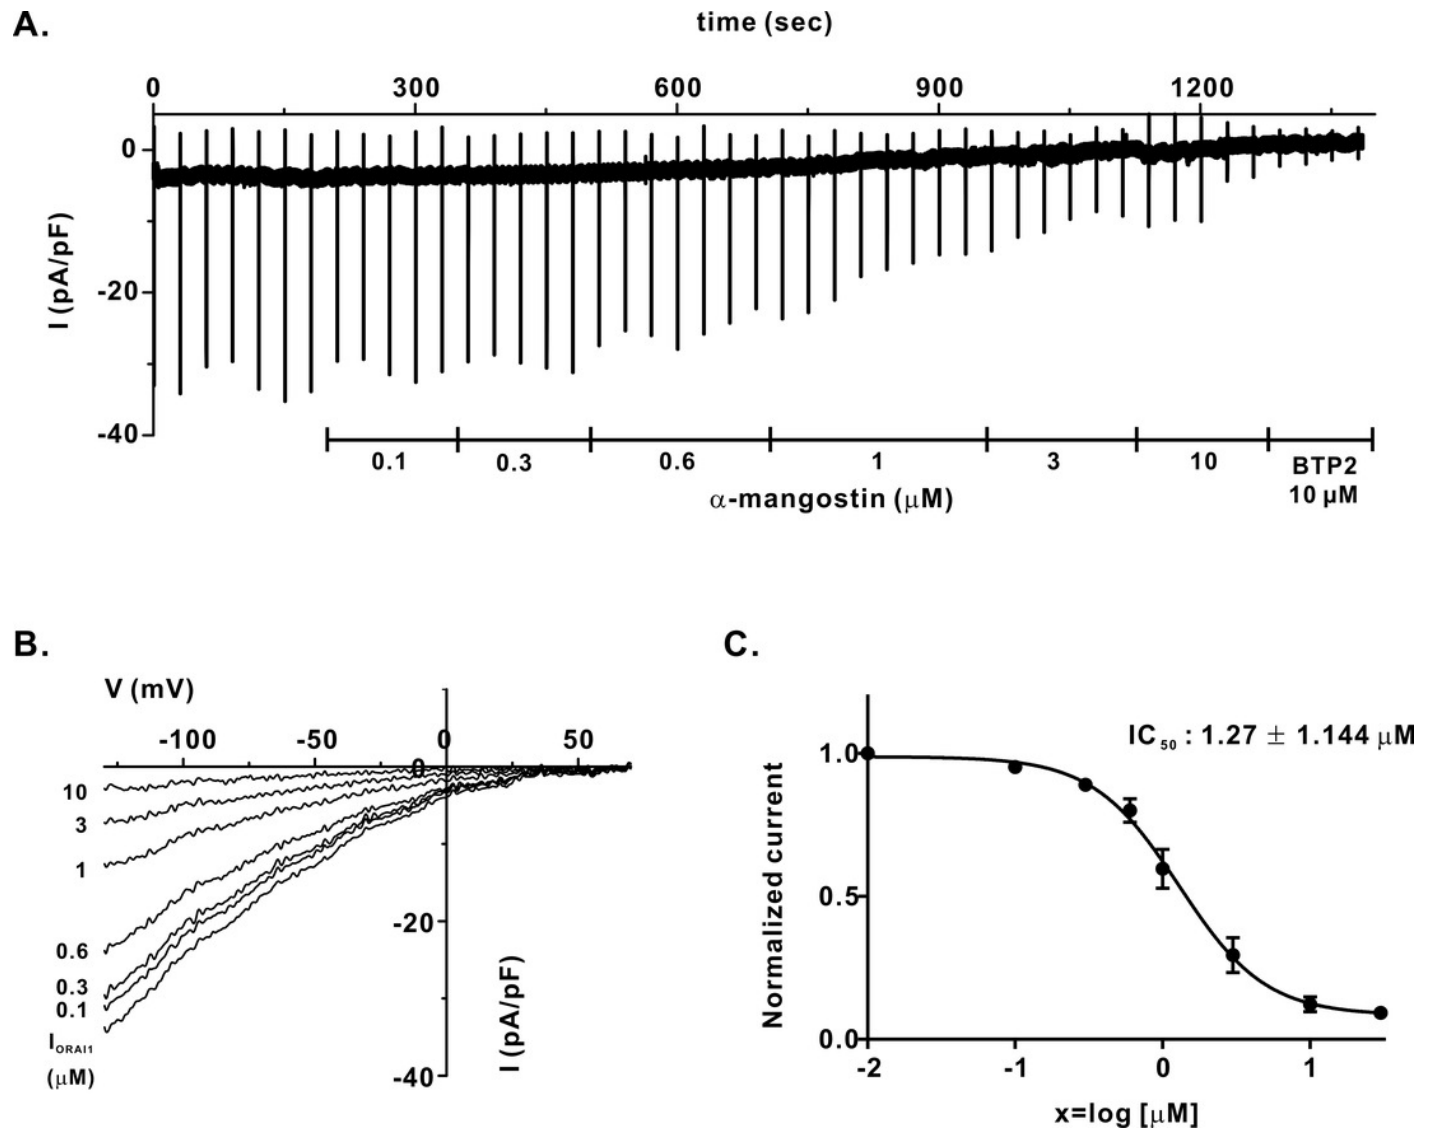 A.
time (sec)
0 300 600 900 1200
0
-20
-40
I (pA/pF)
0.1 0.3 0.6 1 3 10 BTP2
10 µM
α-mangostin (μM)
B.
V (mV)
-100 -50 0 50
0
-20
-40
I (pA/pF)
10
3
1
0.6
0.3
0.1
IORAI1
(μM)
C.
IC50 : 1.27 ± 1.144 μM
1.0
0.5
0.0
Normalized current
-2 -1 0 1
x=log [μM]